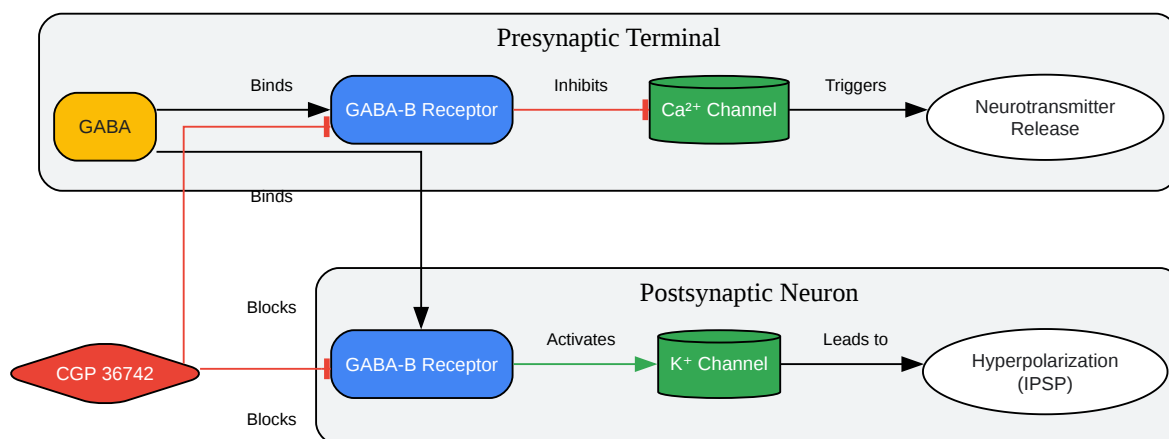 Presynaptic Terminal
GABA
Binds
GABA-B Receptor
Inhibits
Ca²⁺ Channel
Triggers
Neurotransmitter
Release
Binds
Postsynaptic Neuron
Blocks
CGP 36742
GABA-B Receptor
Activates
K⁺ Channel
Leads to
Hyperpolarization
(IPSP)
Blocks